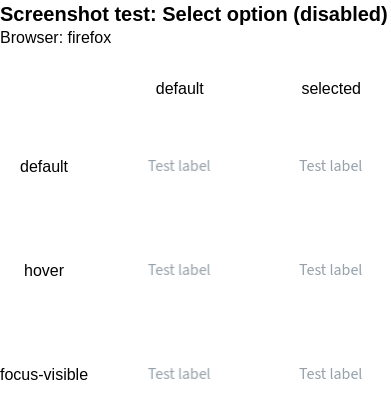 Screenshot test: Select option (disabled)
Browser: firefox
default selected
default Test label Test label
hover Test label Test label
focus-visible Test label Test label